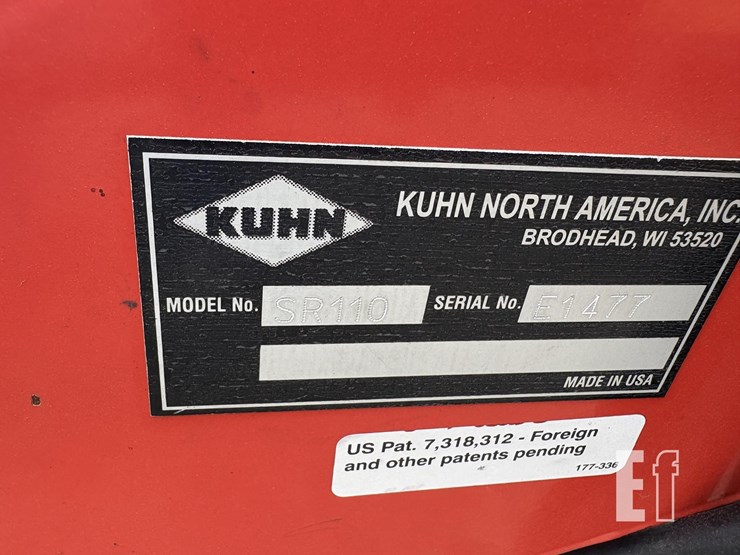 KUHN
KUHN NORTH AMERICA, INC.
BRODHEAD, WI 53520
MODEL No. SR110 SERIAL No. E1477
MADE IN USA
US Pat. 7,318,312 - Foreign
and other patents pending
177-336
Ef